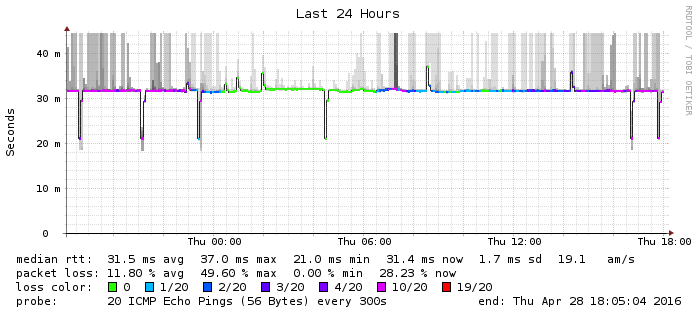 Last 24 Hours
RRDTOOL / TOBI OETIKER
Seconds
40 m
30 m
20 m
10 m
0
Thu 00:00 Thu 06:00 Thu 12:00 Thu 18:00
median rtt: 31.5 ms avg 37.0 ms max 21.0 ms min 31.4 ms now 1.7 ms sd 19.1 am/s
packet loss: 11.80 % avg 49.60 % max 0.00 % min 28.23 % now
loss color: 0 1/20 2/20 3/20 4/20 10/20 19/20
probe: 20 ICMP Echo Pings (56 Bytes) every 300s end: Thu Apr 28 18:05:04 2016